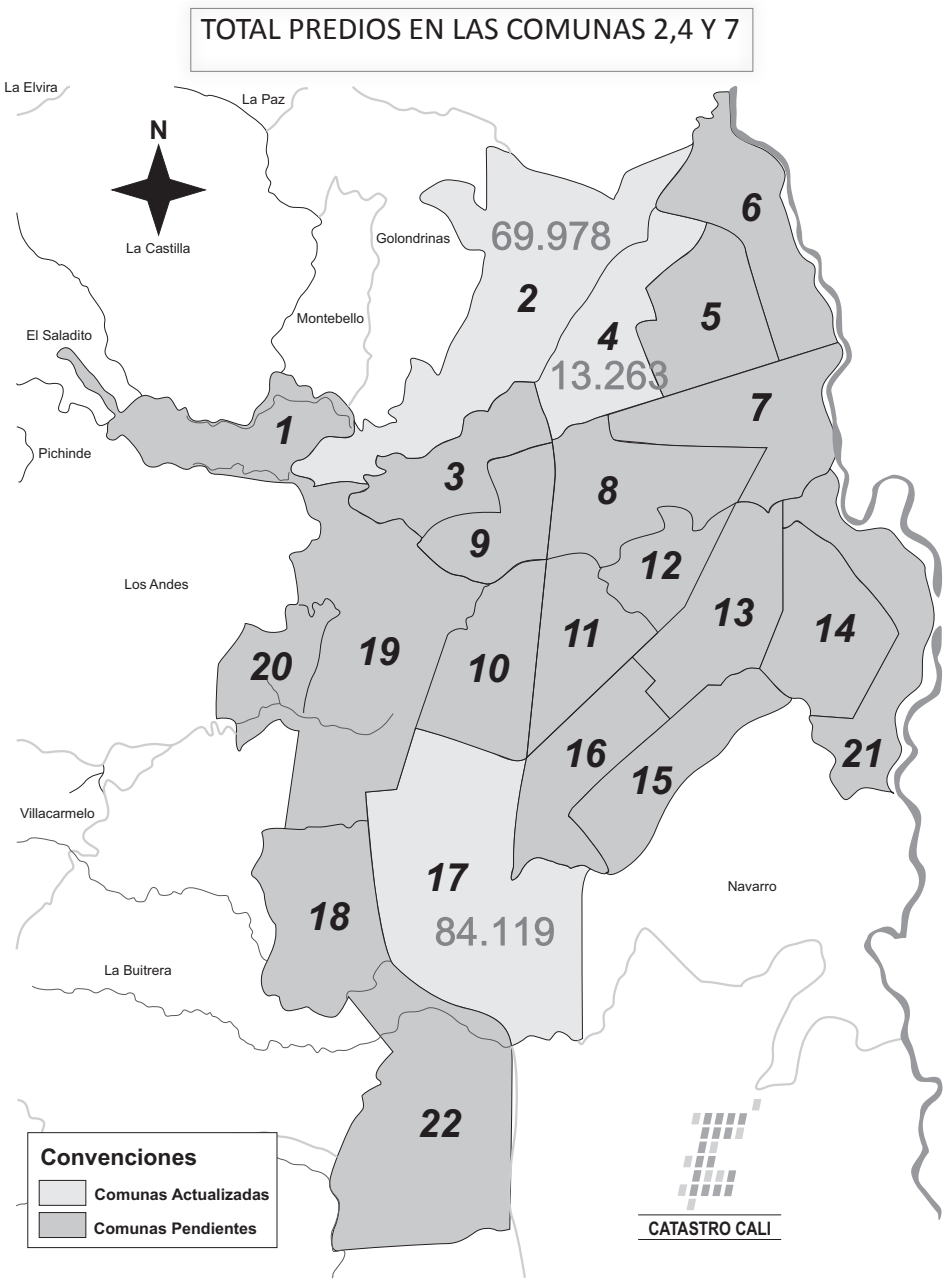 TOTAL PREDIOS EN LAS COMUNAS 2,4 Y 7
La Elvira
La Paz
N
La Castilla
Golondrinas
69.978
6
2
Montebello
5
El Saladito
4
13.263
7
1
Pichinde
3
8
9
12
Los Andes
13
11
14
19
20
10
16
21
15
Villacarmelo
17
Navarro
18
84.119
La Buitrera
22
Convenciones
Comunas Actualizadas
Comunas Pendientes
CATASTRO CALI